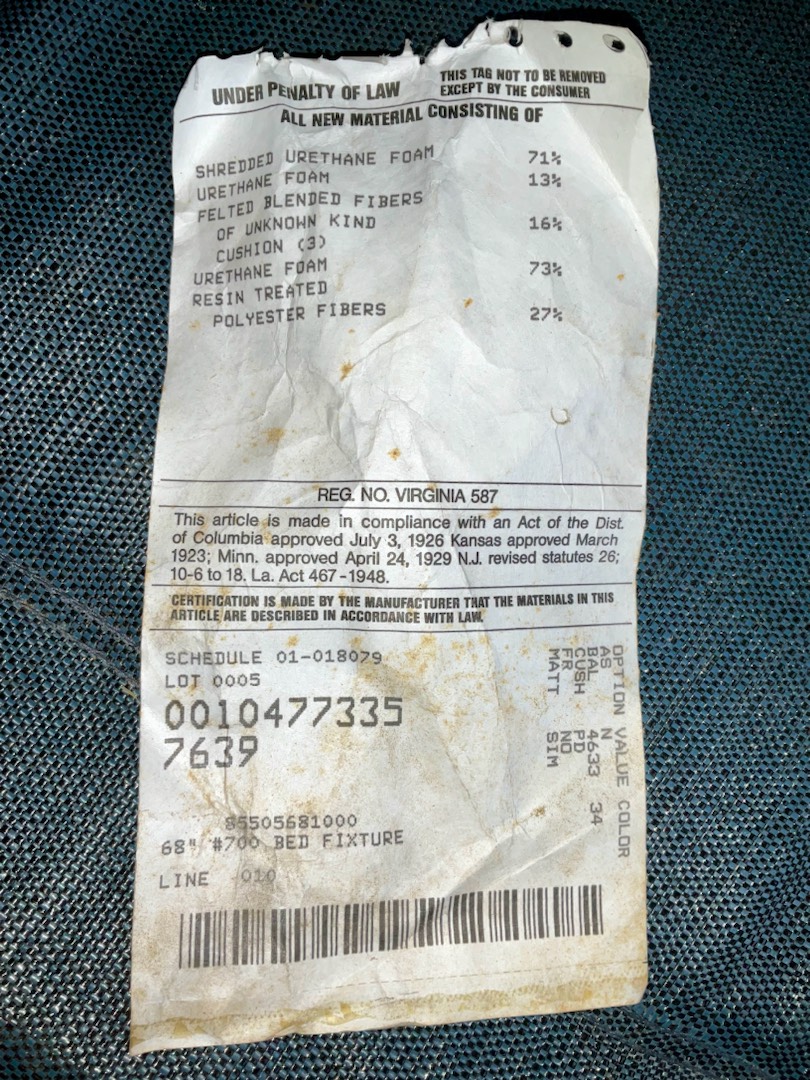 UNDER PENALTY OF LAW THIS TAG NOT TO BE REMOVED
EXCEPT BY THE CONSUMER
ALL NEW MATERIAL CONSISTING OF
SHREDDED URETHANE FOAM 71%
URETHANE FOAM 13%
FELTED BLENDED FIBERS
OF UNKNOWN KIND 16%
CUSHION (3)
URETHANE FOAM 73%
RESIN TREATED
POLYESTER FIBERS 27%
REG. NO. VIRGINIA 587
This article is made in compliance with an Act of the Dist.
of Columbia approved July 3, 1926 Kansas approved March
1923; Minn. approved April 24, 1929 N.J. revised statutes 26;
10-6 to 18. La. Act 467-1948.
CERTIFICATION IS MADE BY THE MANUFACTURER THAT THE MATERIALS IN THIS
ARTICLE ARE DESCRIBED IN ACCORDANCE WITH LAW.
SCHEDULE 01-018079
LOT 0005
0010477335
7639
85505681000
68" #700 BED FIXTURE
LINE 010
OPTION VALUE COLOR
AS N
BAL 4633 34
CUSH PD
FR NO
MATT SIM